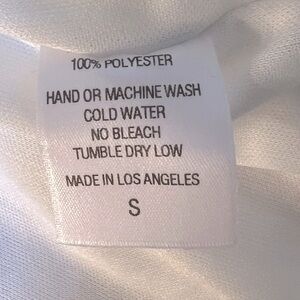 100% POLYESTER
HAND OR MACHINE WASH
COLD WATER
NO BLEACH
TUMBLE DRY LOW
MADE IN LOS ANGELES
S